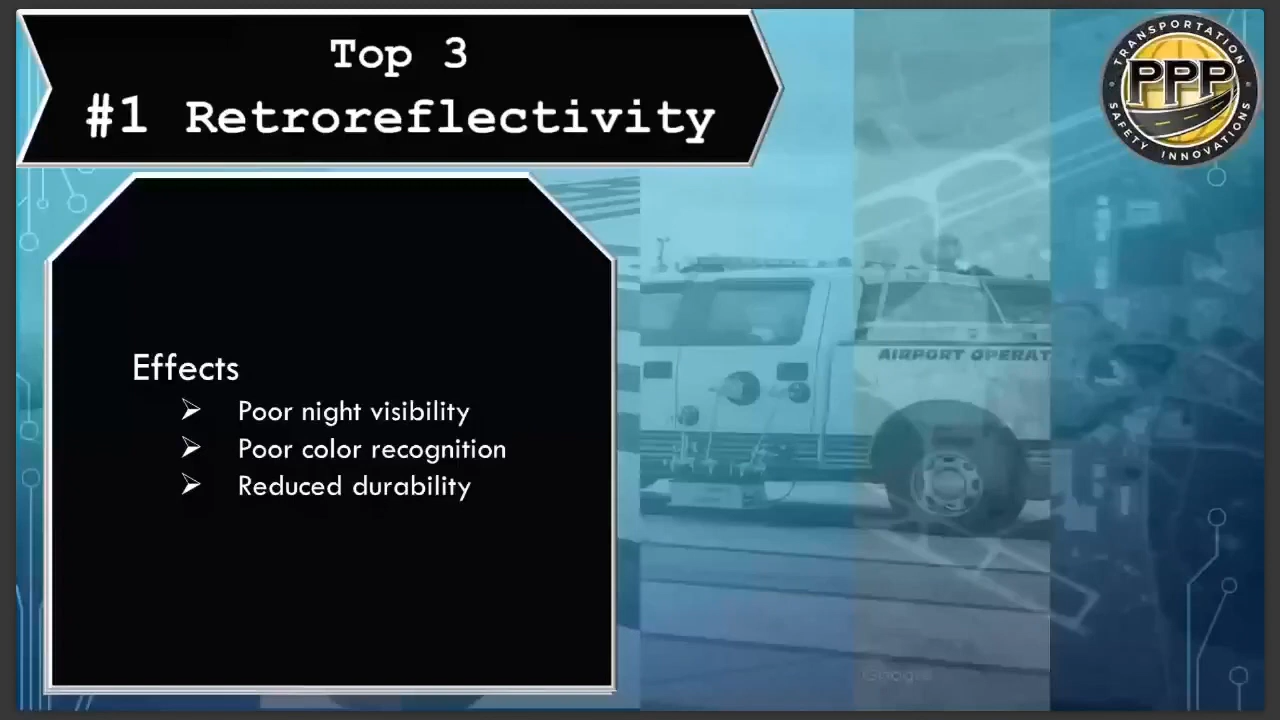 Top 3
#1 Retroreflectivity
TRANSPORTATION
PPP
SAFETY INNOVATIONS
Effects
➢ Poor night visibility
➢ Poor color recognition
➢ Reduced durability
AIRPORT OPERAT
Google